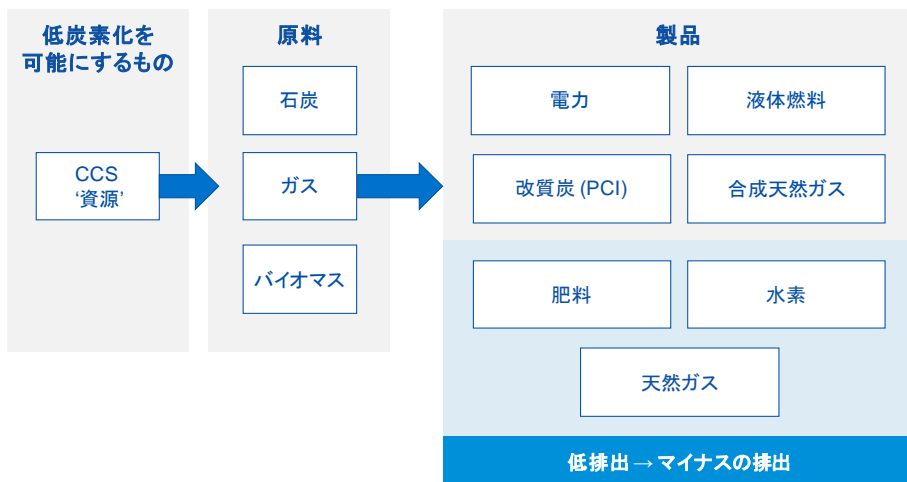 低炭素化を
可能にするもの
CCS
‘資源’
原料
石炭
ガス
バイオマス
製品
電力
液体燃料
改質炭 (PCI)
合成天然ガス
肥料
水素
天然ガス
低排出 → マイナスの排出